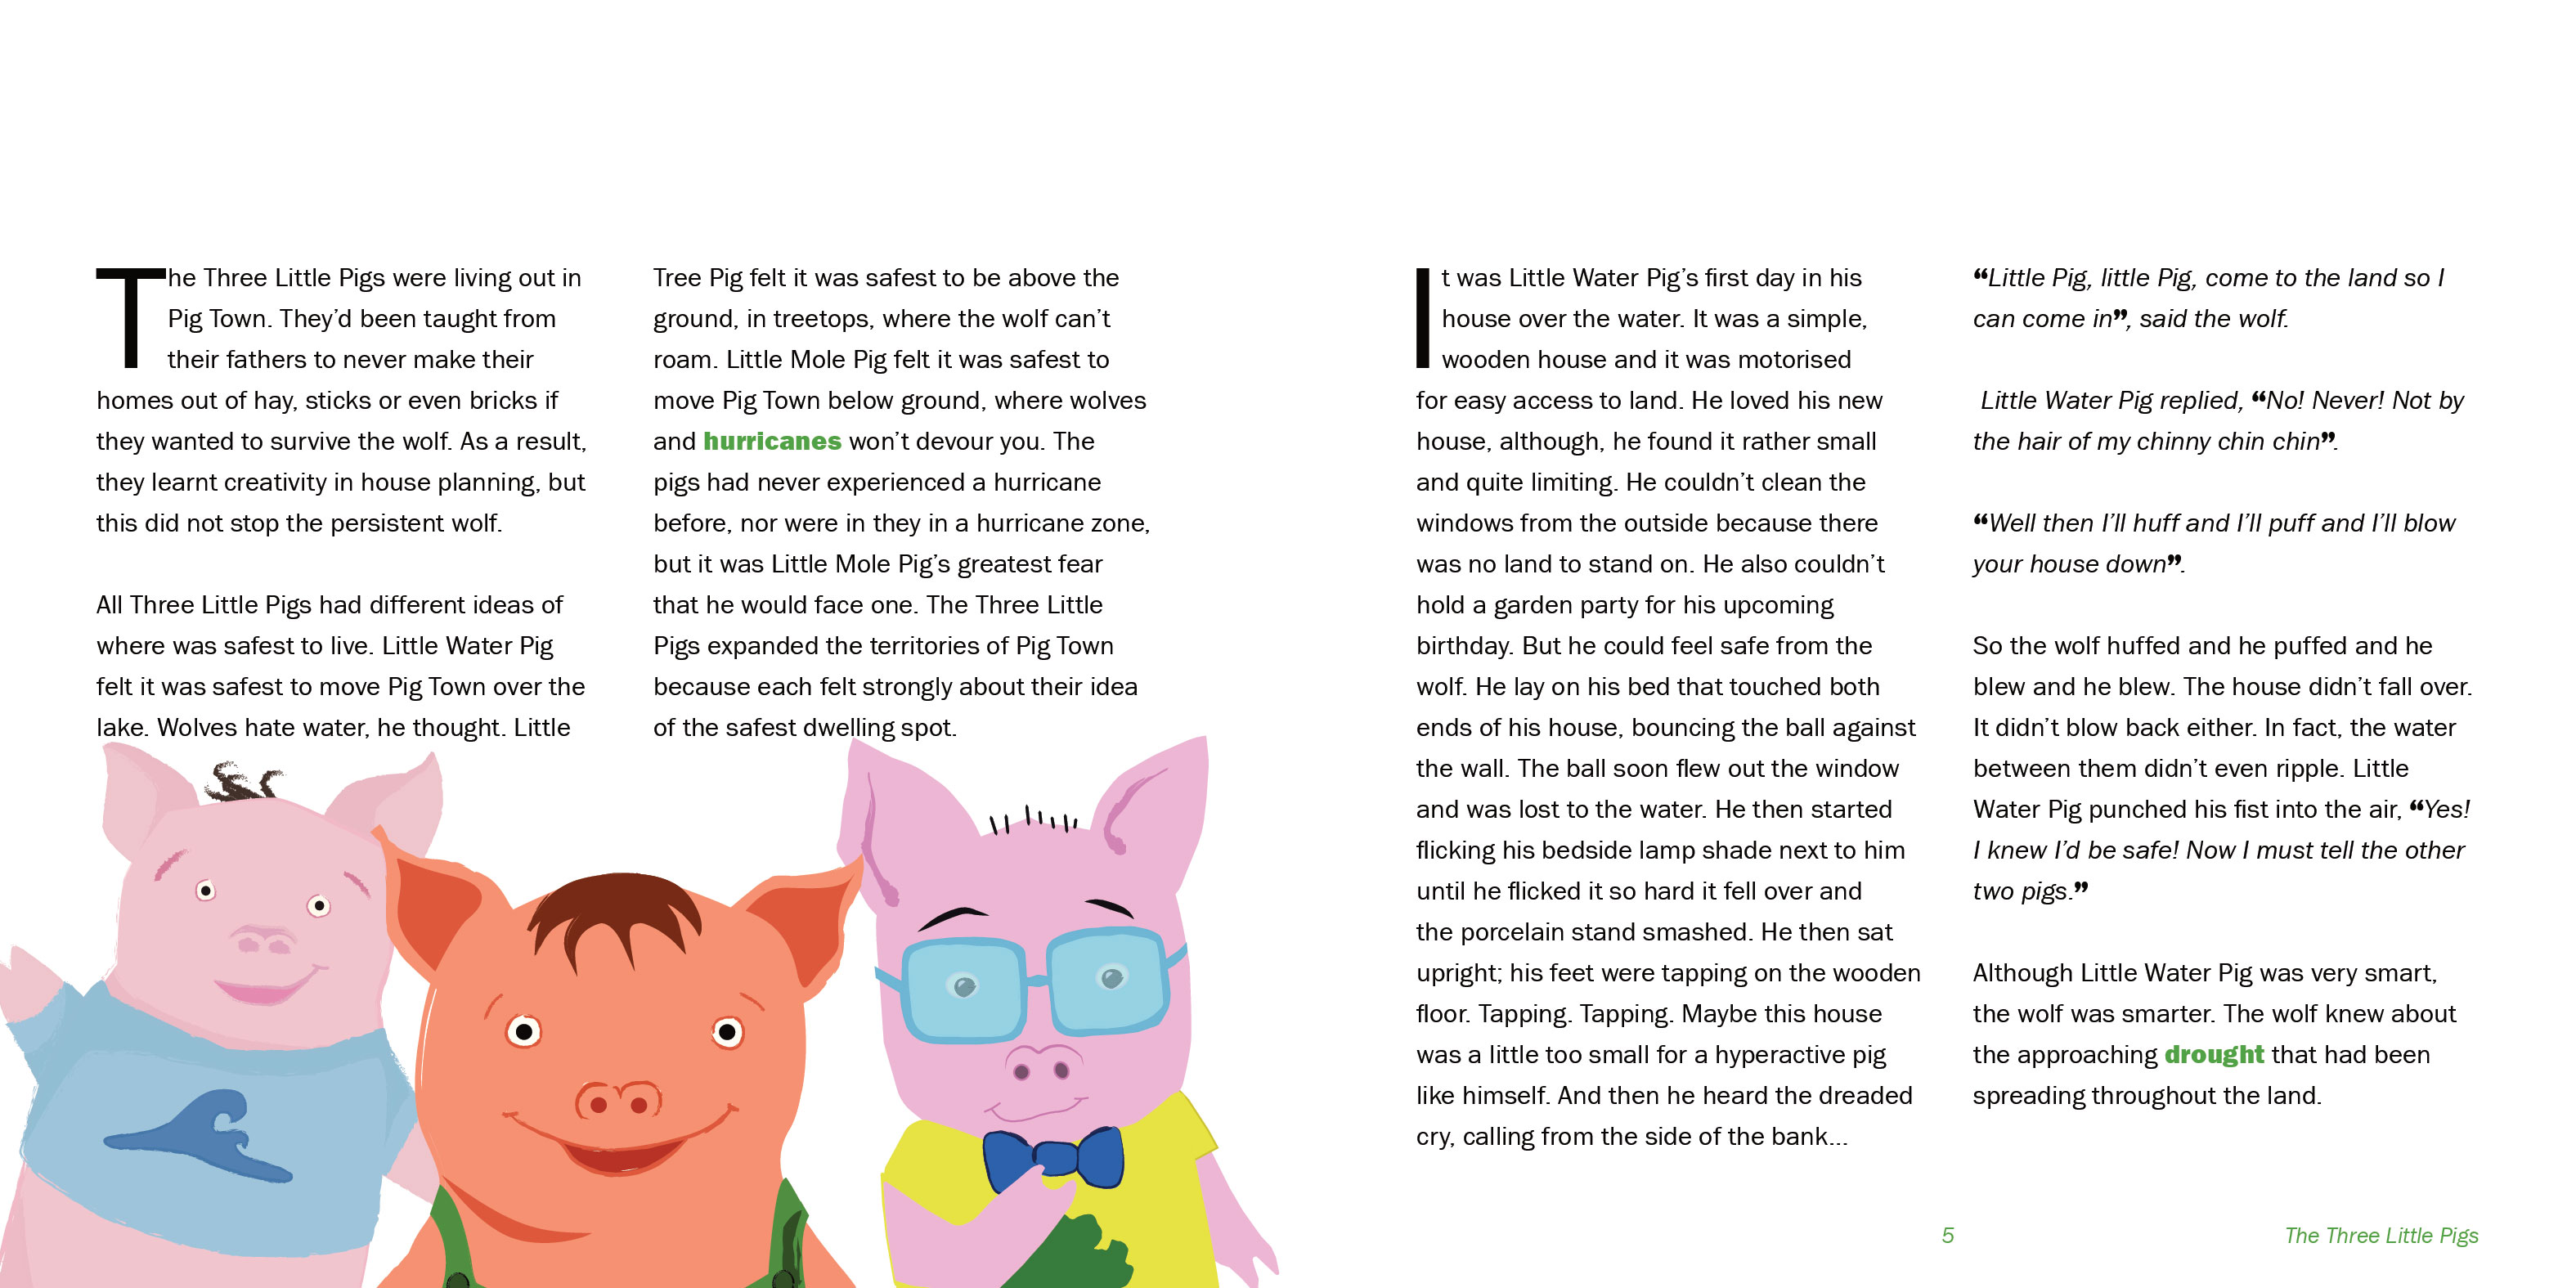 The Three Little Pigs were living out in
Pig Town. They’d been taught from
their fathers to never make their
homes out of hay, sticks or even bricks if
they wanted to survive the wolf. As a result,
they learnt creativity in house planning, but
this did not stop the persistent wolf.
All Three Little Pigs had different ideas of
where was safest to live. Little Water Pig
felt it was safest to move Pig Town over the
lake. Wolves hate water, he thought. Little
Tree Pig felt it was safest to be above the
ground, in treetops, where the wolf can’t
roam. Little Mole Pig felt it was safest to
move Pig Town below ground, where wolves
and hurricanes won’t devour you. The
pigs had never experienced a hurricane
before, nor were in they in a hurricane zone,
but it was Little Mole Pig’s greatest fear
that he would face one. The Three Little
Pigs expanded the territories of Pig Town
because each felt strongly about their idea
of the safest dwelling spot.
It was Little Water Pig’s first day in his
house over the water. It was a simple,
wooden house and it was motorised
for easy access to land. He loved his new
house, although, he found it rather small
and quite limiting. He couldn’t clean the
windows from the outside because there
was no land to stand on. He also couldn’t
hold a garden party for his upcoming
birthday. But he could feel safe from the
wolf. He lay on his bed that touched both
ends of his house, bouncing the ball against
the wall. The ball soon flew out the window
and was lost to the water. He then started
flicking his bedside lamp shade next to him
until he flicked it so hard it fell over and
the porcelain stand smashed. He then sat
upright; his feet were tapping on the wooden
floor. Tapping. Tapping. Maybe this house
was a little too small for a hyperactive pig
like himself. And then he heard the dreaded
cry, calling from the side of the bank...
“Little Pig, little Pig, come to the land so I
can come in”, said the wolf.
Little Water Pig replied, “No! Never! Not by
the hair of my chinny chin chin”.
“Well then I’ll huff and I’ll puff and I’ll blow
your house down”.
So the wolf huffed and he puffed and he
blew and he blew. The house didn’t fall over.
It didn’t blow back either. In fact, the water
between them didn’t even ripple. Little
Water Pig punched his fist into the air, “Yes!
I knew I’d be safe! Now I must tell the other
two pigs.”
Although Little Water Pig was very smart,
the wolf was smarter. The wolf knew about
the approaching drought that had been
spreading throughout the land.
5
The Three Little Pigs